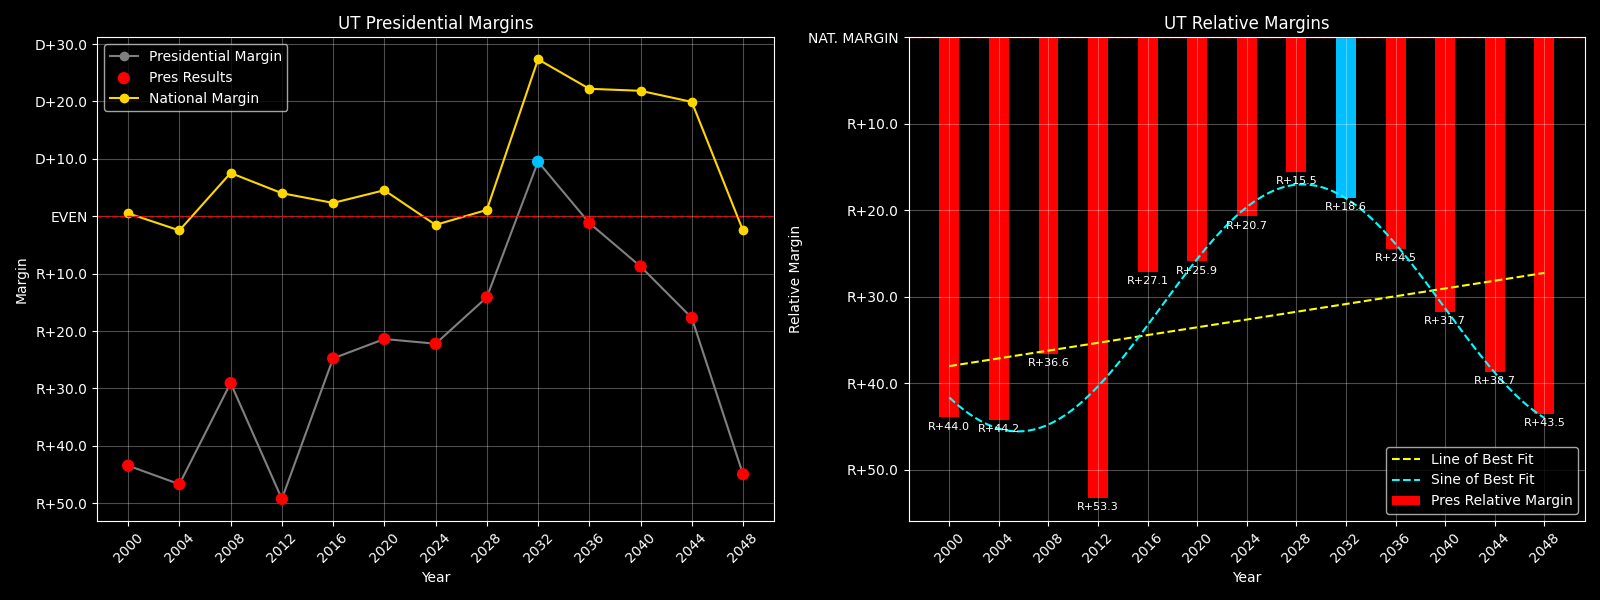 UT Presidential Margins
Presidential Margin
Pres Results
National Margin
D+30.0
D+20.0
D+10.0
EVEN
R+10.0
R+20.0
R+30.0
R+40.0
R+50.0
Margin
2000
2004
2008
2012
2016
2020
2024
2028
2032
2036
2040
2044
2048
Year
UT Relative Margins
NAT. MARGIN
R+10.0
R+20.0
R+30.0
R+40.0
R+50.0
Relative Margin
R+44.0
R+44.2
R+36.6
R+53.3
R+27.1
R+25.9
R+20.7
R+15.5
R+18.6
R+24.5
R+31.7
R+38.7
R+43.5
Line of Best Fit
Sine of Best Fit
Pres Relative Margin
2000
2004
2008
2012
2016
2020
2024
2028
2032
2036
2040
2044
2048
Year